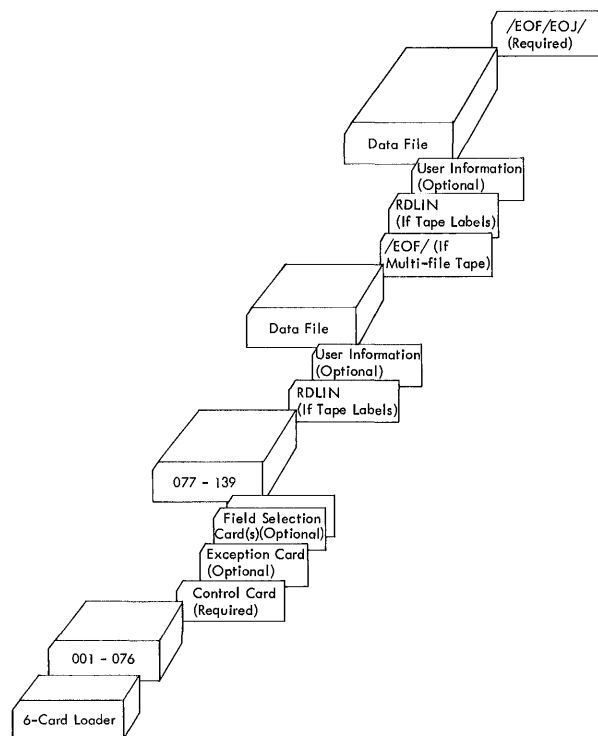 /EOF/EOJ/
(Required)
Data File
User Information
(Optional)
RDLIN
(If Tape Labels)
/EOF/ (If
Multi-file Tape)
Data File
User Information
(Optional)
RDLIN
(If Tape Labels)
077 - 139
Field Selection
Card(s)(Optional)
Exception Card
(Optional)
Control Card
(Required)
001 - 076
6-Card Loader